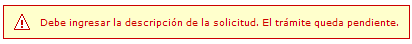 Debe ingresar la descripción de la solicitud. El trámite queda pendiente.